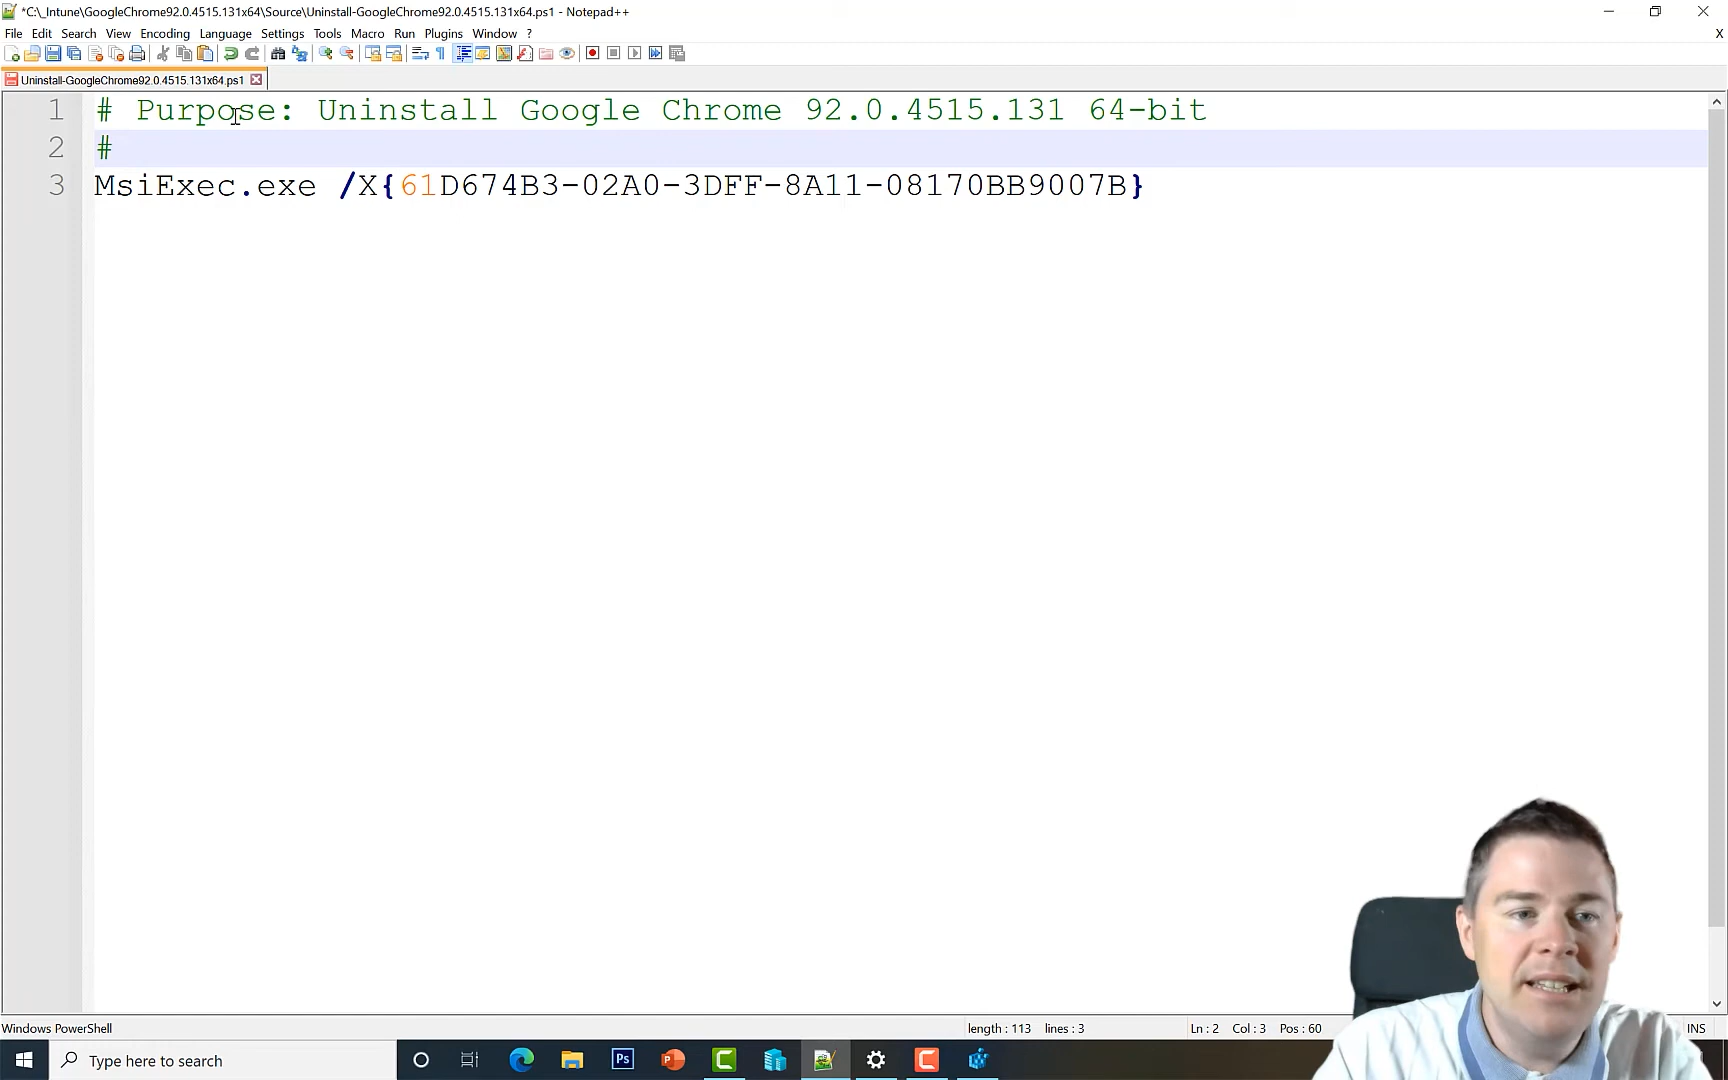 *C:\_Intune\GoogleChrome92.0.4515.131x64\Source\Uninstall-GoogleChrome92.0.4515.131x64.ps1 - Notepad++
File Edit Search View Encoding Language Settings Tools Macro Run Plugins Window ? X
Uninstall-GoogleChrome92.0.4515.131x64.ps1
1 # Purpose: Uninstall Google Chrome 92.0.4515.131 64-bit
2 #
3 MsiExec.exe /X{61D674B3-02A0-3DFF-8A11-08170BB9007B}
Windows PowerShell length : 113 lines : 3 Ln : 2 Col : 3 Pos : 60 INS
Type here to search Ps P